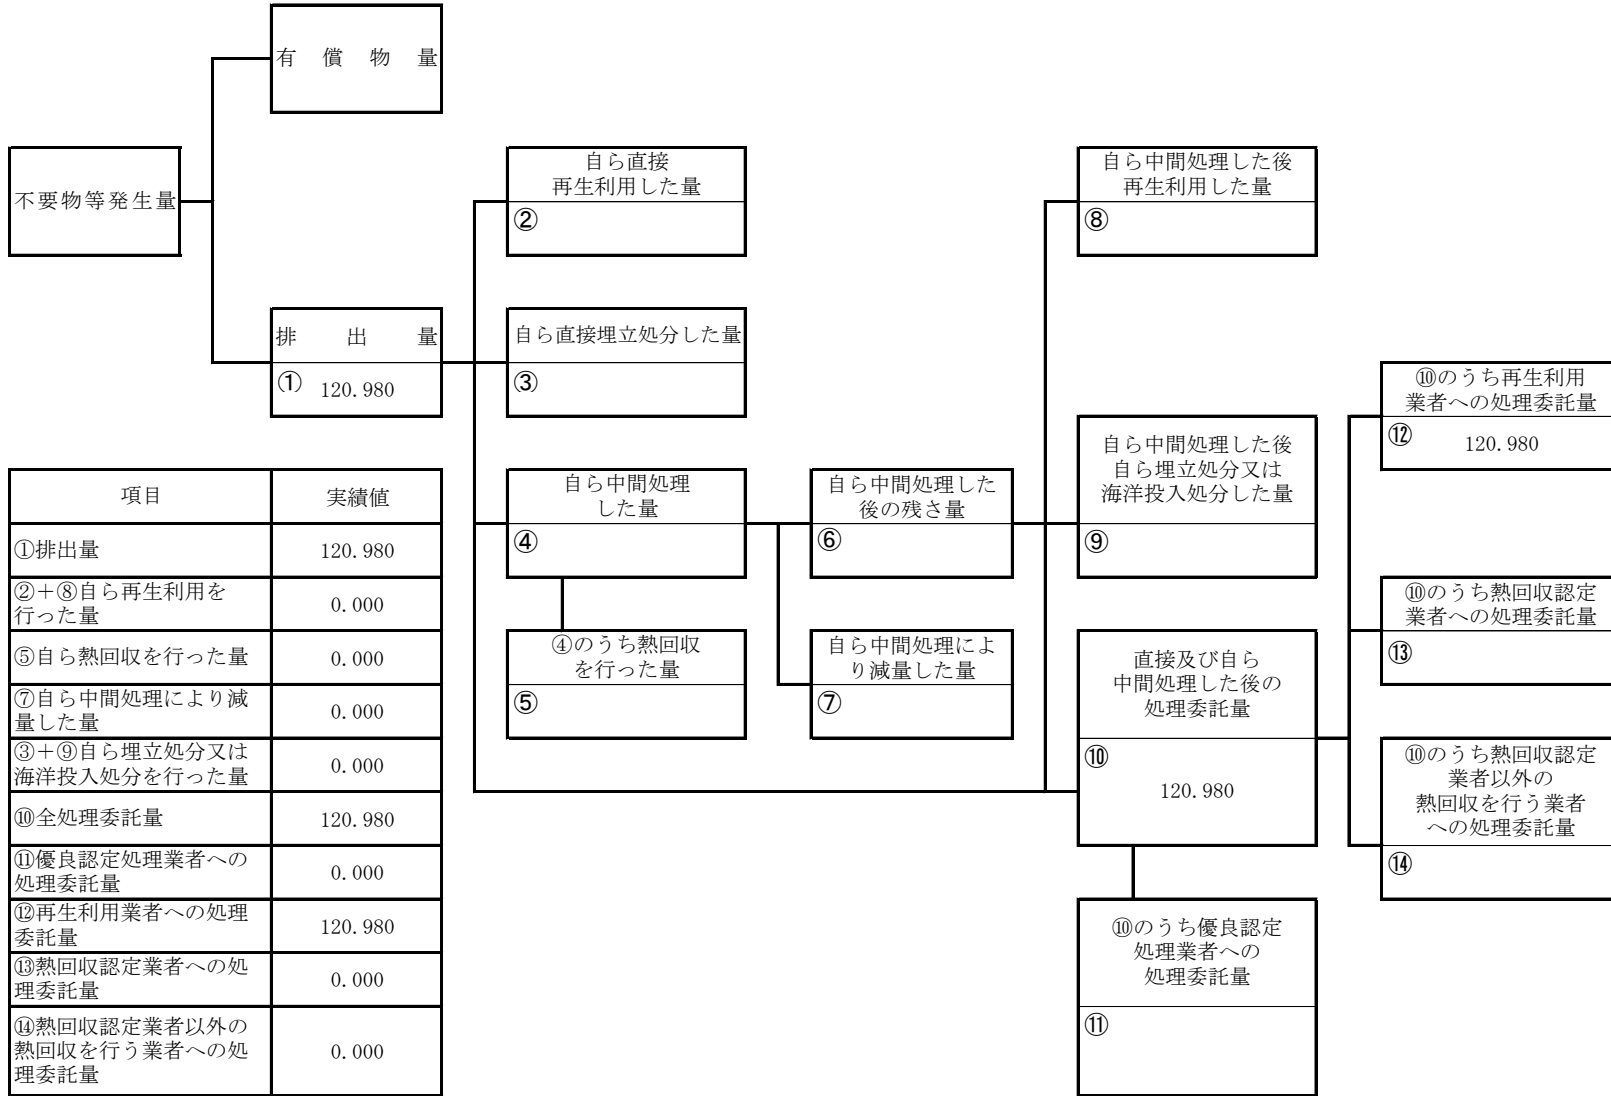 有償物量
不要物等発生量
排出量
① 120.980
自ら直接
再生利用した量
②
自ら直接埋立処分した量
③
自ら中間処理
した量
④
④のうち熱回収
を行った量
⑤
自ら中間処理した
後の残さ量
⑥
自ら中間処理によ
り減量した量
⑦
自ら中間処理した後
再生利用した量
⑧
自ら中間処理した後
自ら埋立処分又は
海洋投入処分した量
⑨
直接及び自ら
中間処理した後の
処理委託量
⑩
120.980
⑩のうち優良認定
処理業者への
処理委託量
⑪
⑩のうち再生利用
業者への処理委託量
⑫ 120.980
⑩のうち熱回収認定
業者への処理委託量
⑬
⑩のうち熱回収認定
業者以外の
熱回収を行う業者
への処理委託量
⑭
項目 実績値
①排出量 120.980
②+⑧自ら再生利用を
行った量 0.000
⑤自ら熱回収を行った量 0.000
⑦自ら中間処理により減
量した量 0.000
③+⑨自ら埋立処分又は
海洋投入処分を行った量 0.000
⑩全処理委託量 120.980
⑪優良認定処理業者への
処理委託量 0.000
⑫再生利用業者への処理
委託量 120.980
⑬熱回収認定業者への処
理委託量 0.000
⑭熱回収認定業者以外の
熱回収を行う業者への処
理委託量 0.000